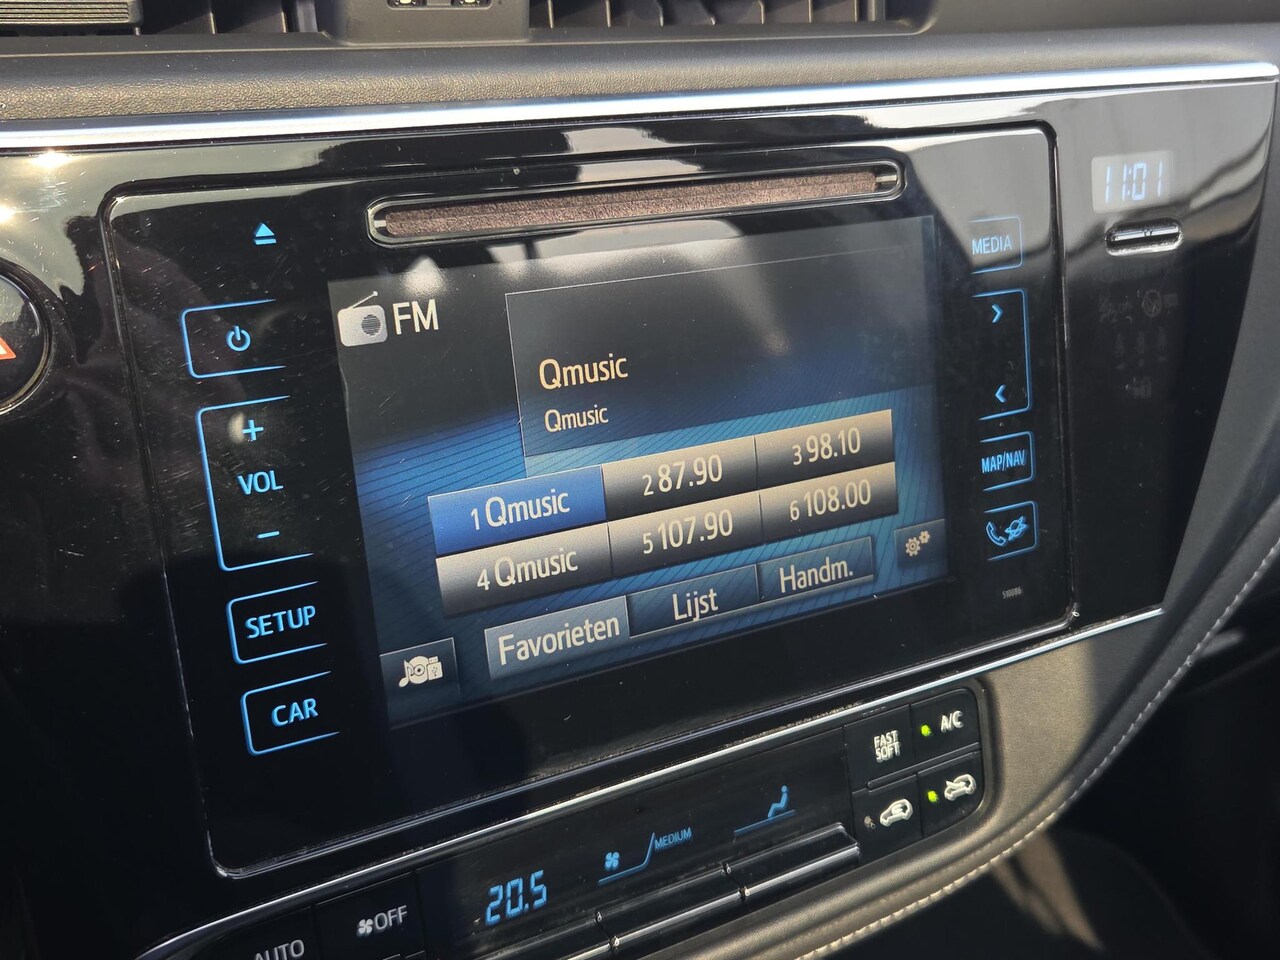 11:01
MEDIA
FM
Qmusic
Qmusic
VOL
1 Qmusic
2 87.90
3 98.10
4 Qmusic
5 107.90
6 108.00
MAP/NAV
SETUP
Favorieten
Lijst
Handm.
CAR
FAST
SOFT
A/C
MEDIUM
20.5
OFF
AUTO